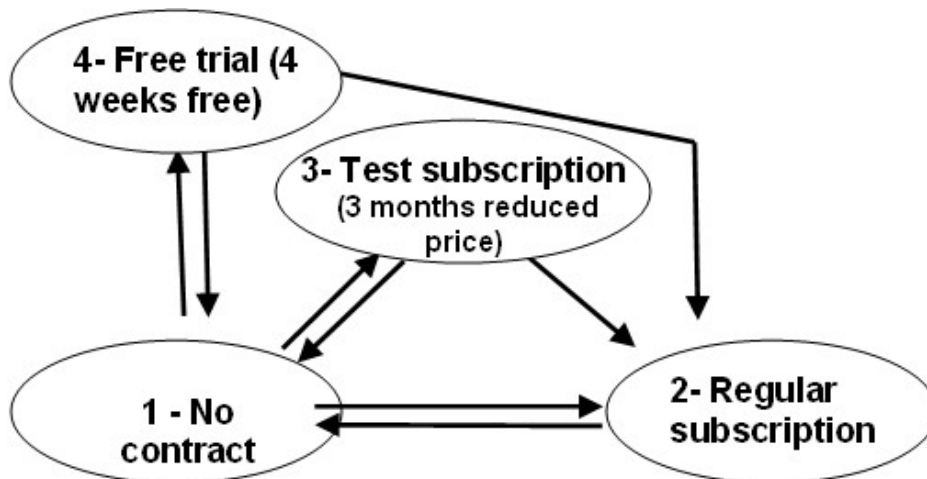 4- Free trial (4
weeks free)
3- Test subscription
(3 months reduced
price)
1 - No
contract
2- Regular
subscription